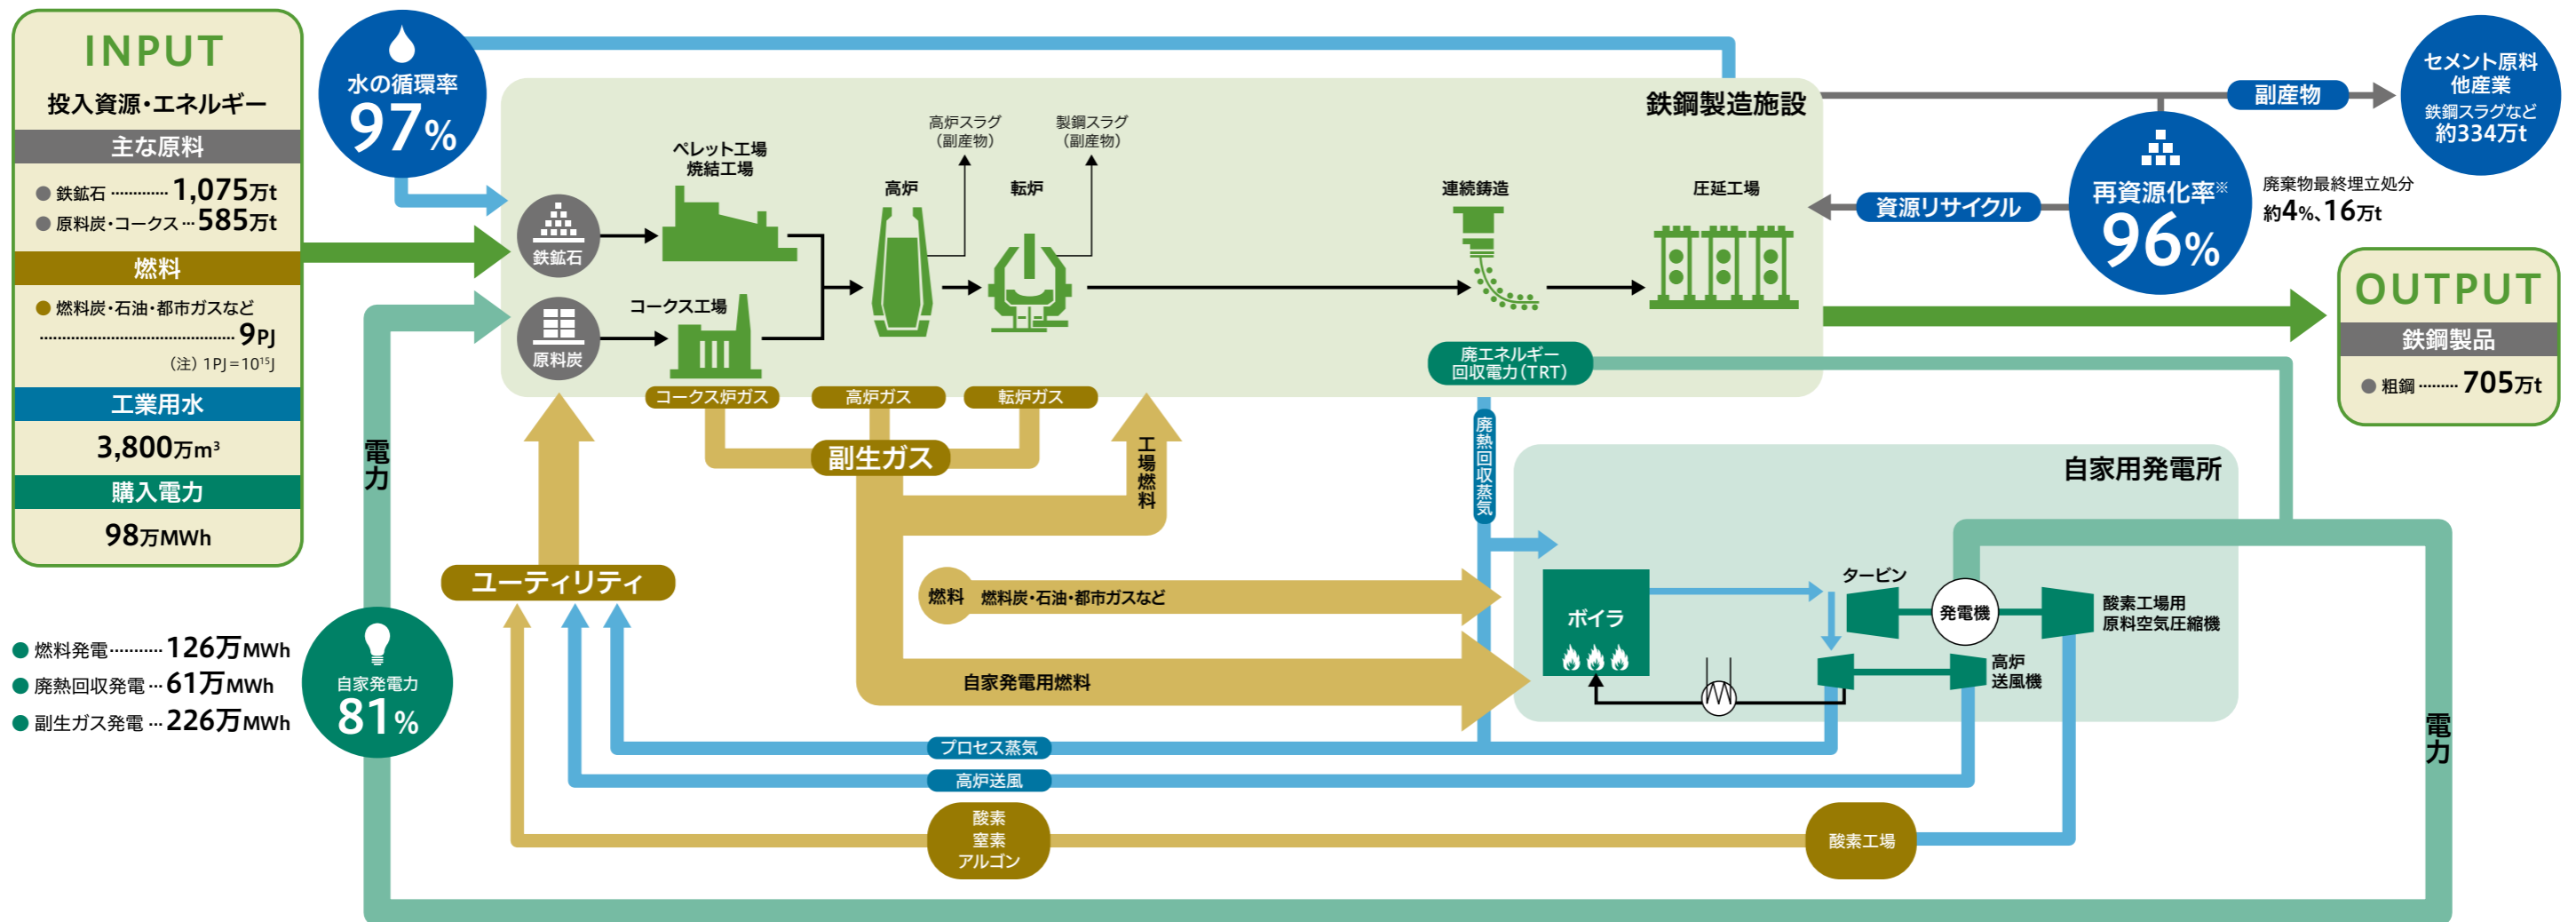 INPUT
投入資源・エネルギー
主な原料
鉄鉱石 ············· 1,075万t
原料炭・コークス ··· 585万t
燃料
燃料炭・石油・都市ガスなど
············································ 9PJ
(注) 1PJ=10¹⁵J
工業用水
3,800万m³
購入電力
98万MWh
水の循環率
97%
鉄鋼製造施設
鉄鉱石
原料炭
ペレット工場
焼結工場
コークス工場
高炉スラグ
(副産物)
高炉
製鋼スラグ
(副産物)
転炉
連続鋳造
圧延工場
副産物
セメント原料
他産業
鉄鋼スラグなど
約334万t
資源リサイクル
再資源化率※
96%
廃棄物最終埋立処分
約4%、16万t
OUTPUT
鉄鋼製品
粗鋼 ········· 705万t
廃エネルギー
回収電力(TRT)
コークス炉ガス
高炉ガス
転炉ガス
副生ガス
工場燃料
廃熱回収蒸気
電力
ユーティリティ
燃料発電 ··········· 126万MWh
廃熱回収発電 ··· 61万MWh
副生ガス発電 ··· 226万MWh
自家発電力
81%
燃料
燃料炭・石油・都市ガスなど
自家発電用燃料
自家用発電所
ボイラ
タービン
発電機
酸素工場用
原料空気圧縮機
高炉
送風機
電力
プロセス蒸気
高炉送風
酸素
窒素
アルゴン
酸素工場